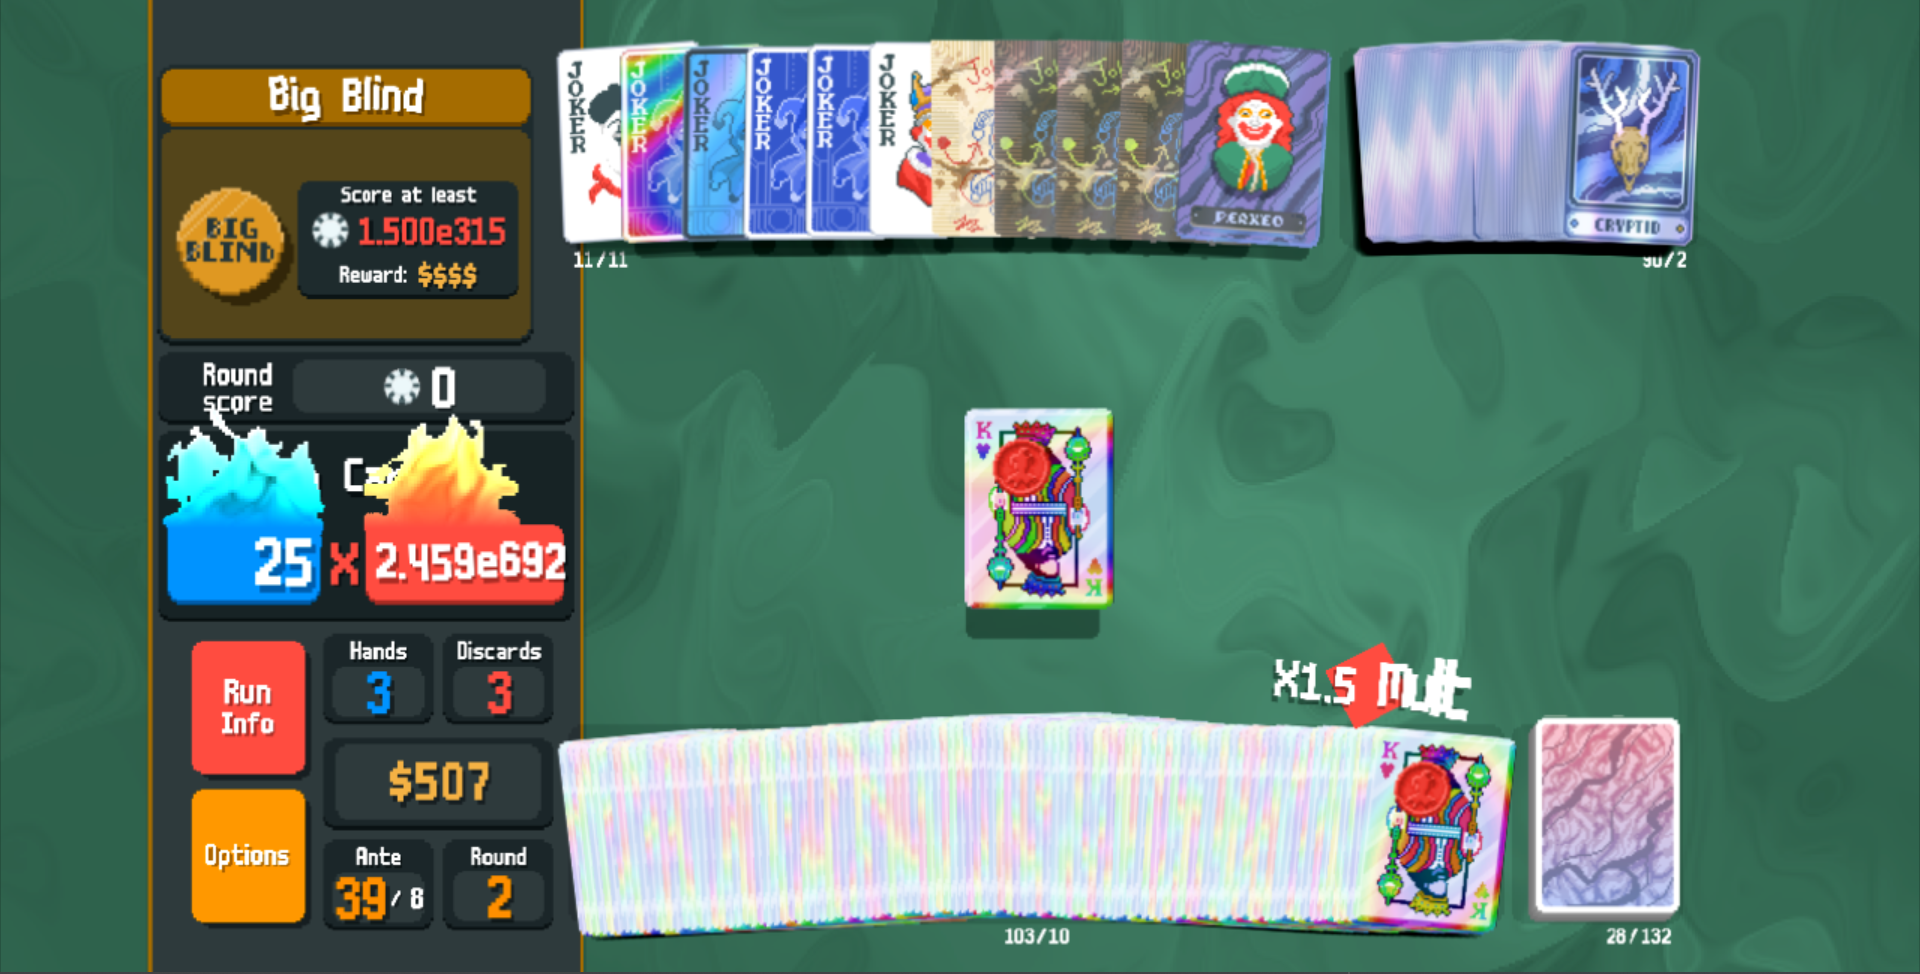 Big Blind
BIG
BLIND
Score at least
1.500e315
Reward: $$$$
Round
score
0
25 X 2.459e692
Run
Info
Options
Hands
3
Discards
3
$507
Ante
39/8
Round
2
JOKER
JOKER
JOKER
JOKER
JOKER
JOKER
PERKEO
11/11
CRYPTID
90/2
K
K
X1.5 Mult
K
K
103/10
28/132